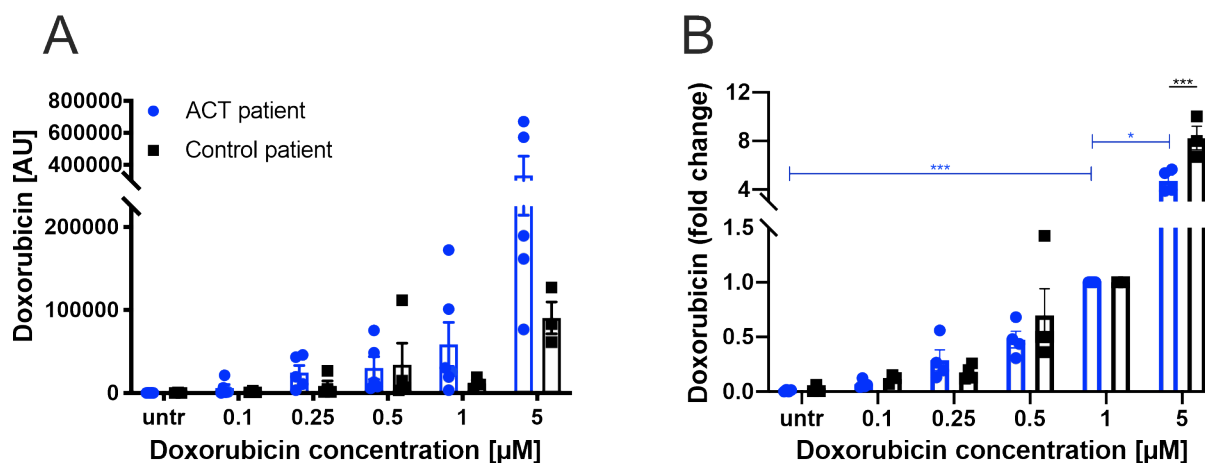 A
B
Doxorubicin [AU]
800000
600000
400000
200000
100000
0
ACT patient
Control patient
untr 0.1 0.25 0.5 1 5
Doxorubicin concentration [µM]
Doxorubicin (fold change)
12
8
4
1.5
1.0
0.5
0.0
***
*
***
untr 0.1 0.25 0.5 1 5
Doxorubicin concentration [µM]